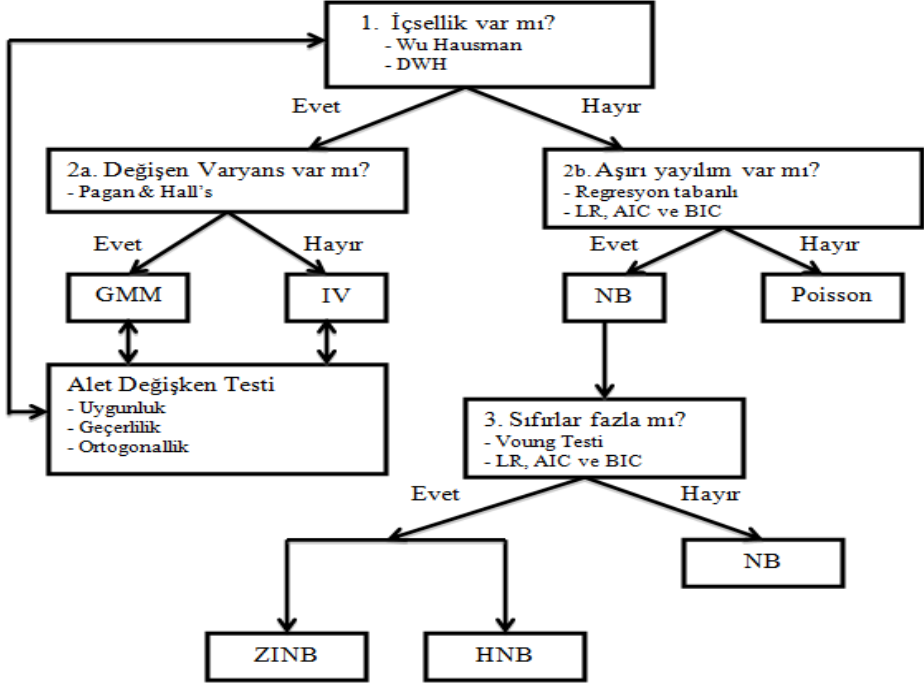 1. İçsellik var mı?
- Wu Hausman
- DWH
Evet
Hayır
2a. Değişen Varyans var mı?
- Pagan & Hall's
2b. Aşırı yayılım var mı?
- Regresyon tabanlı
- LR, AIC ve BIC
Evet
Hayır
Evet
Hayır
GMM
IV
NB
Poisson
Alet Değişken Testi
- Uygunluk
- Geçerlilik
- Ortogonallik
3. Sıfırlar fazla mı?
- Voung Testi
- LR, AIC ve BIC
Evet
Hayır
NB
ZINB
HNB